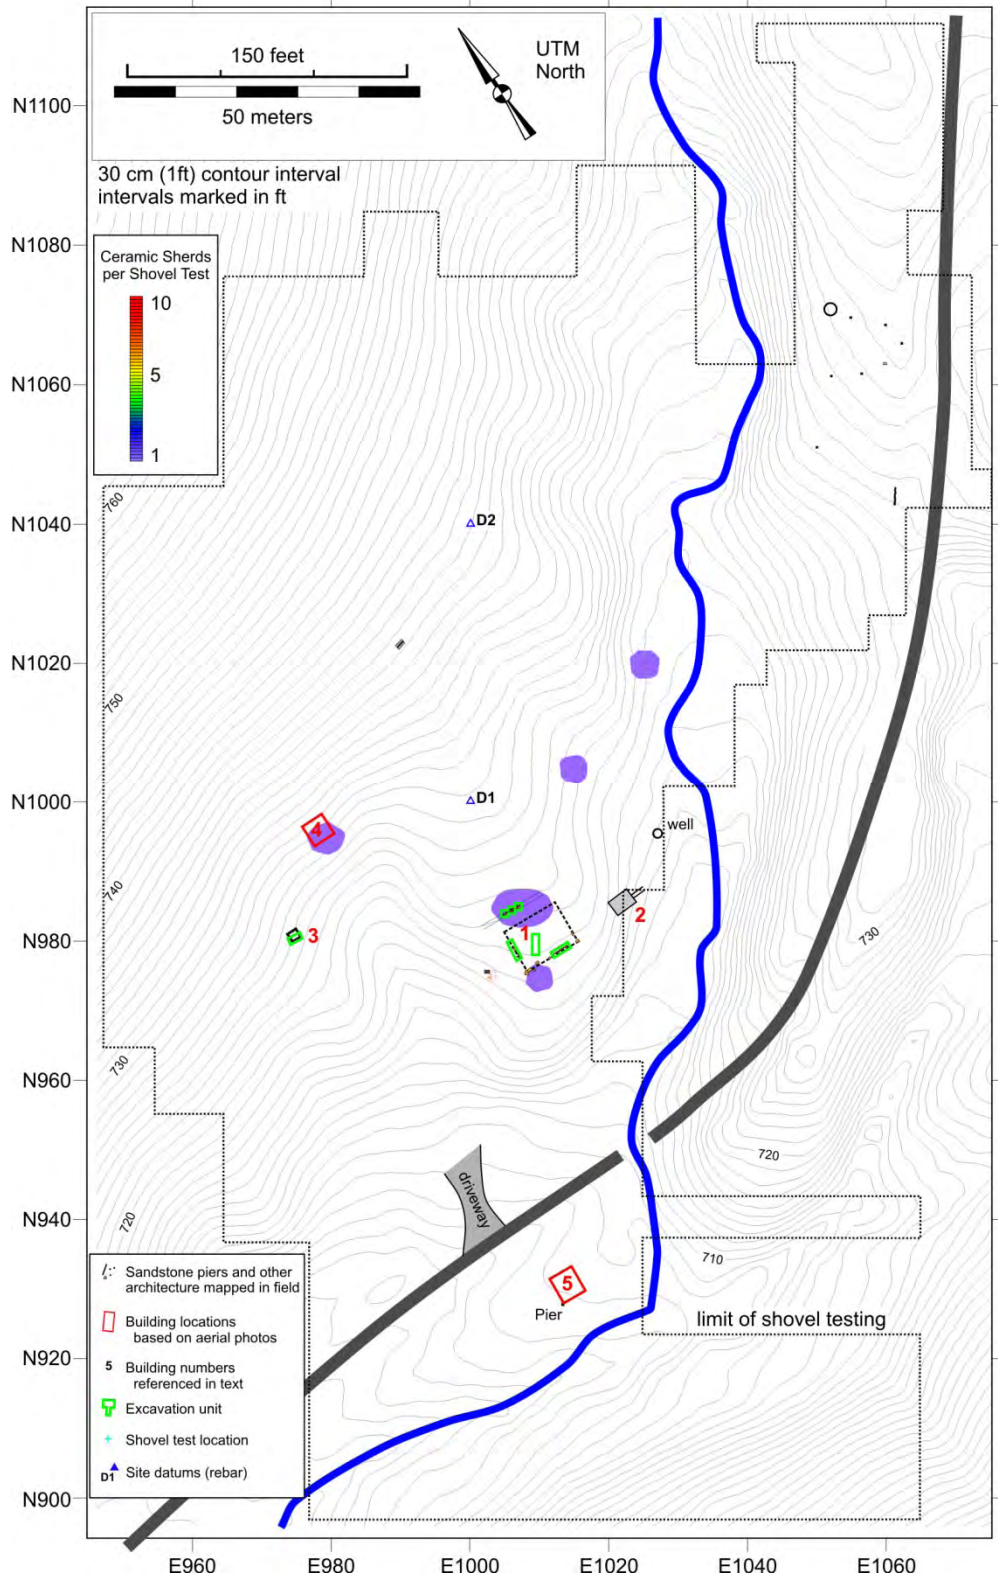 150 feet
50 meters
UTM
North
30 cm (1ft) contour interval
intervals marked in ft
Ceramic Sherds
per Shovel Test
10
5
1
N1100
N1080
N1060
N1040
N1020
N1000
N980
N960
N940
N920
N900
760
D2
750
D1
well
4
740
1
2
3
730
730
720
driveway
720
710
5
Pier
limit of shovel testing
Sandstone piers and other
architecture mapped in field
Building locations
based on aerial photos
5 Building numbers
referenced in text
Excavation unit
Shovel test location
D1 Site datums (rebar)
E960
E980
E1000
E1020
E1040
E1060